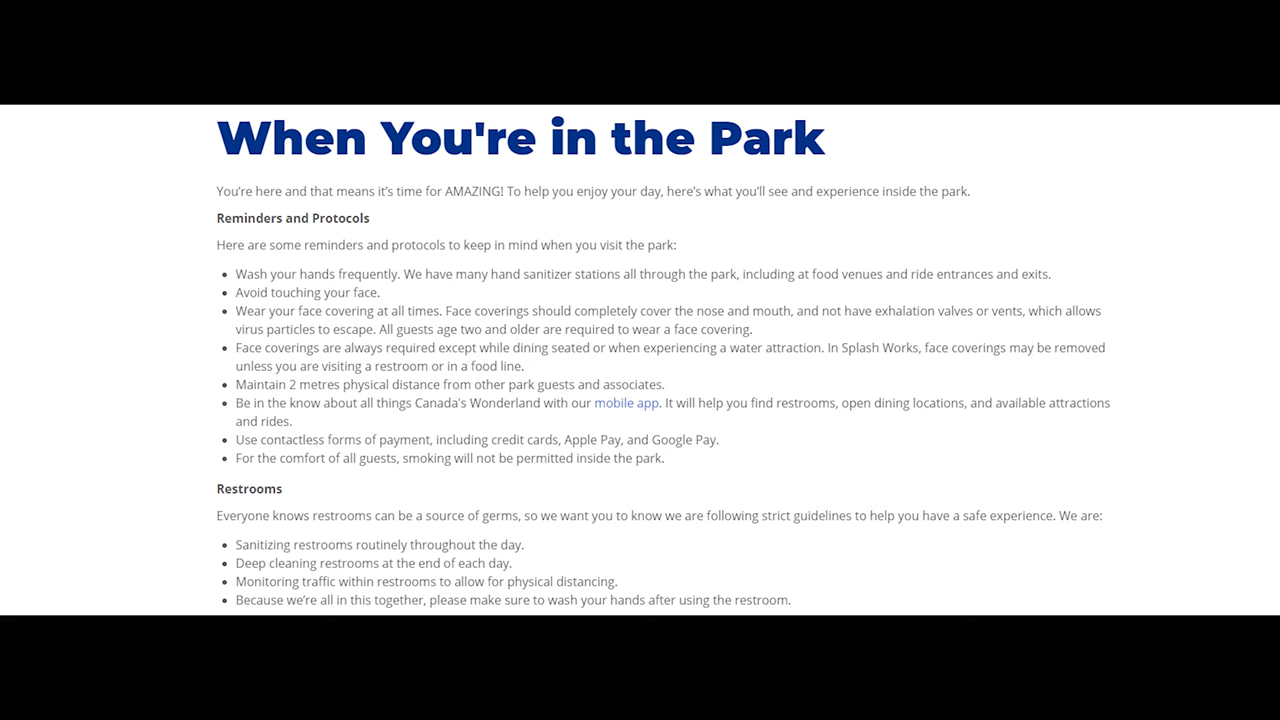 When You're in the Park
You’re here and that means it’s time for AMAZING! To help you enjoy your day, here’s what you’ll see and experience inside the park.
Reminders and Protocols
Here are some reminders and protocols to keep in mind when you visit the park:
• Wash your hands frequently. We have many hand sanitizer stations all through the park, including at food venues and ride entrances and exits.
• Avoid touching your face.
• Wear your face covering at all times. Face coverings should completely cover the nose and mouth, and not have exhalation valves or vents, which allows
virus particles to escape. All guests age two and older are required to wear a face covering.
• Face coverings are always required except while dining seated or when experiencing a water attraction. In Splash Works, face coverings may be removed
unless you are visiting a restroom or in a food line.
• Maintain 2 metres physical distance from other park guests and associates.
• Be in the know about all things Canada's Wonderland with our mobile app. It will help you find restrooms, open dining locations, and available attractions
and rides.
• Use contactless forms of payment, including credit cards, Apple Pay, and Google Pay.
• For the comfort of all guests, smoking will not be permitted inside the park.
Restrooms
Everyone knows restrooms can be a source of germs, so we want you to know we are following strict guidelines to help you have a safe experience. We are:
• Sanitizing restrooms routinely throughout the day.
• Deep cleaning restrooms at the end of each day.
• Monitoring traffic within restrooms to allow for physical distancing.
• Because we’re all in this together, please make sure to wash your hands after using the restroom.